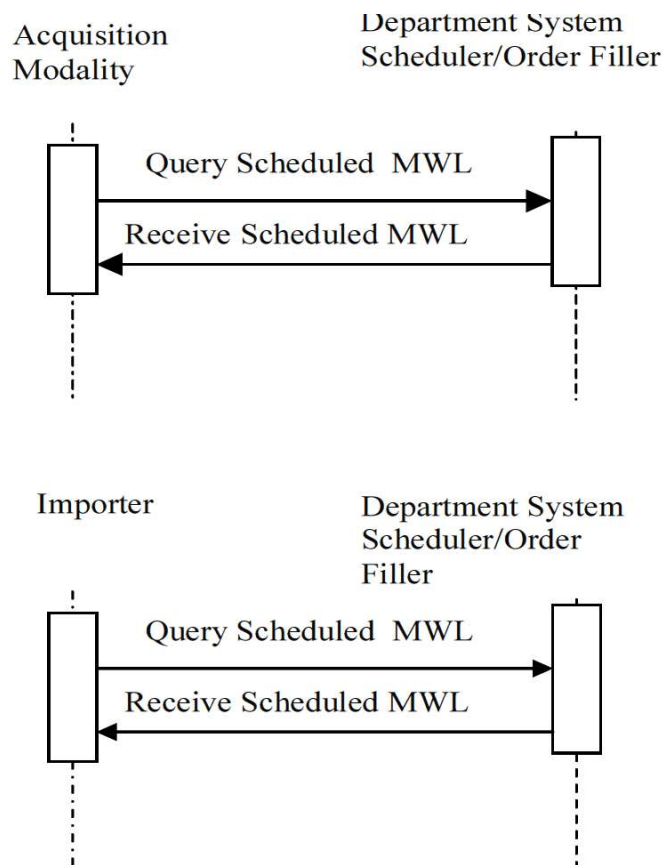 Acquisition
Modality
Department System
Scheduler/Order Filler
Query Scheduled MWL
Receive Scheduled MWL
Importer
Department System
Scheduler/Order
Filler
Query Scheduled MWL
Receive Scheduled MWL